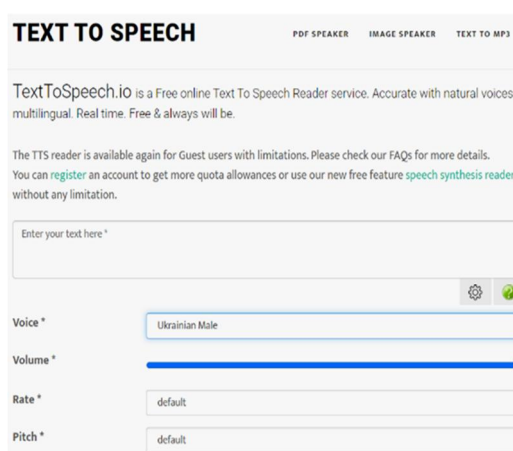 TEXT TO SPEECH
PDF SPEAKER IMAGE SPEAKER TEXT TO MP3
TextToSpeech.io is a Free online Text To Speech Reader service. Accurate with natural voices
multilingual. Real time. Free & always will be.
The TTS reader is available again for Guest users with limitations. Please check our FAQs for more details.
You can register an account to get more quota allowances or use our new free feature speech synthesis reader
without any limitation.
Enter your text here *
Voice * Ukrainian Male
Volume *
Rate * default
Pitch * default